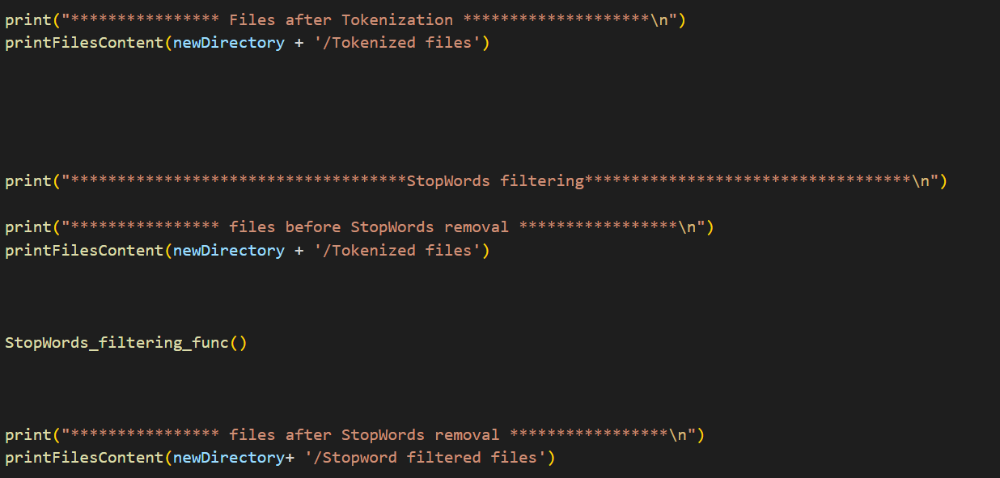 print("**************** Files after Tokenization ********************\n")
printFilesContent(newDirectory + '/Tokenized files')
print("************************************StopWords filtering***********************************\n")
print("**************** files before StopWords removal *****************\n")
printFilesContent(newDirectory + '/Tokenized files')
StopWords_filtering_func()
print("**************** files after StopWords removal *****************\n")
printFilesContent(newDirectory+ '/Stopword filtered files')